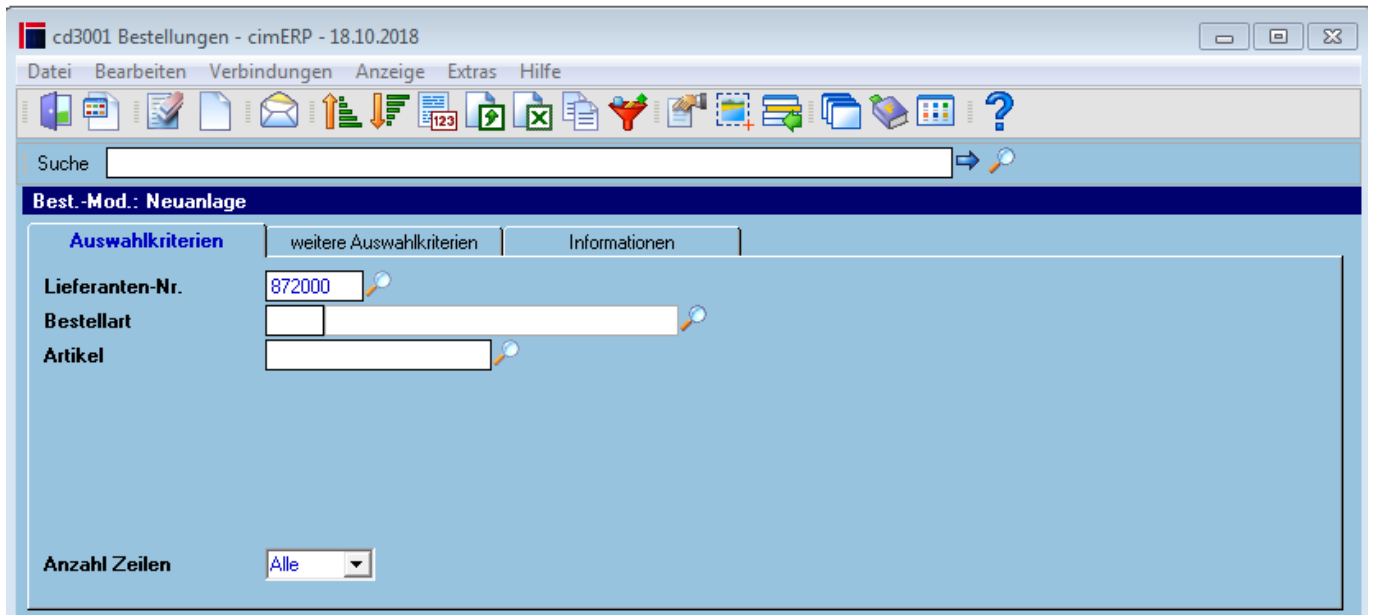 cd3001 Bestellungen - cimERP - 18.10.2018
Datei Bearbeiten Verbindungen Anzeige Extras Hilfe
123
?
Suche
Best.-Mod.: Neuanlage
Auswahlkriterien weitere Auswahlkriterien Informationen
Lieferanten-Nr. 872000
Bestellart
Artikel
Anzahl Zeilen Alle